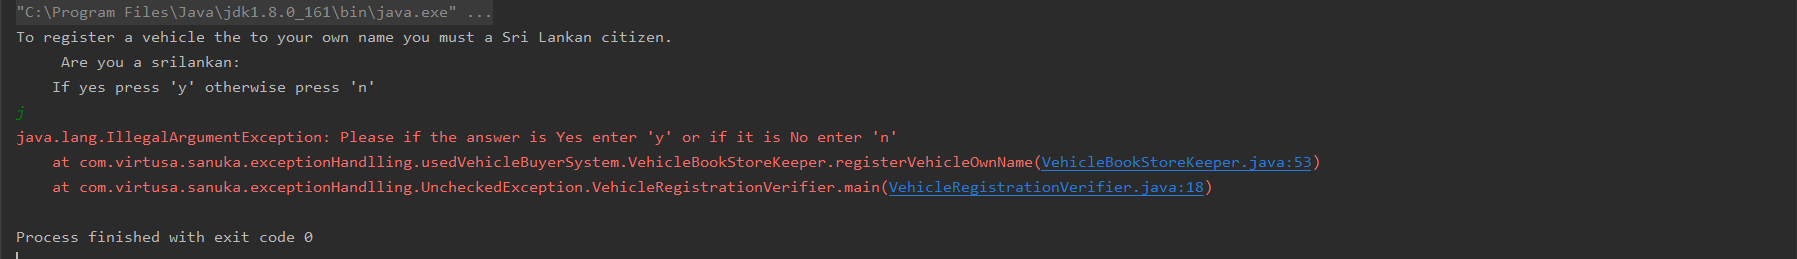 "C:\Program Files\Java\jdk1.8.0_161\bin\java.exe" ...
To register a vehicle the to your own name you must a Sri Lankan citizen.
Are you a srilankan:
If yes press 'y' otherwise press 'n'
j
java.lang.IllegalArgumentException: Please if the answer is Yes enter 'y' or if it is No enter 'n'
at com.virtusa.sanuka.exceptionHandlling.usedVehicleBuyerSystem.VehicleBookStoreKeeper.registerVehicleOwnName(VehicleBookStoreKeeper.java:53)
at com.virtusa.sanuka.exceptionHandlling.UncheckedException.VehicleRegistrationVerifier.main(VehicleRegistrationVerifier.java:18)
Process finished with exit code 0